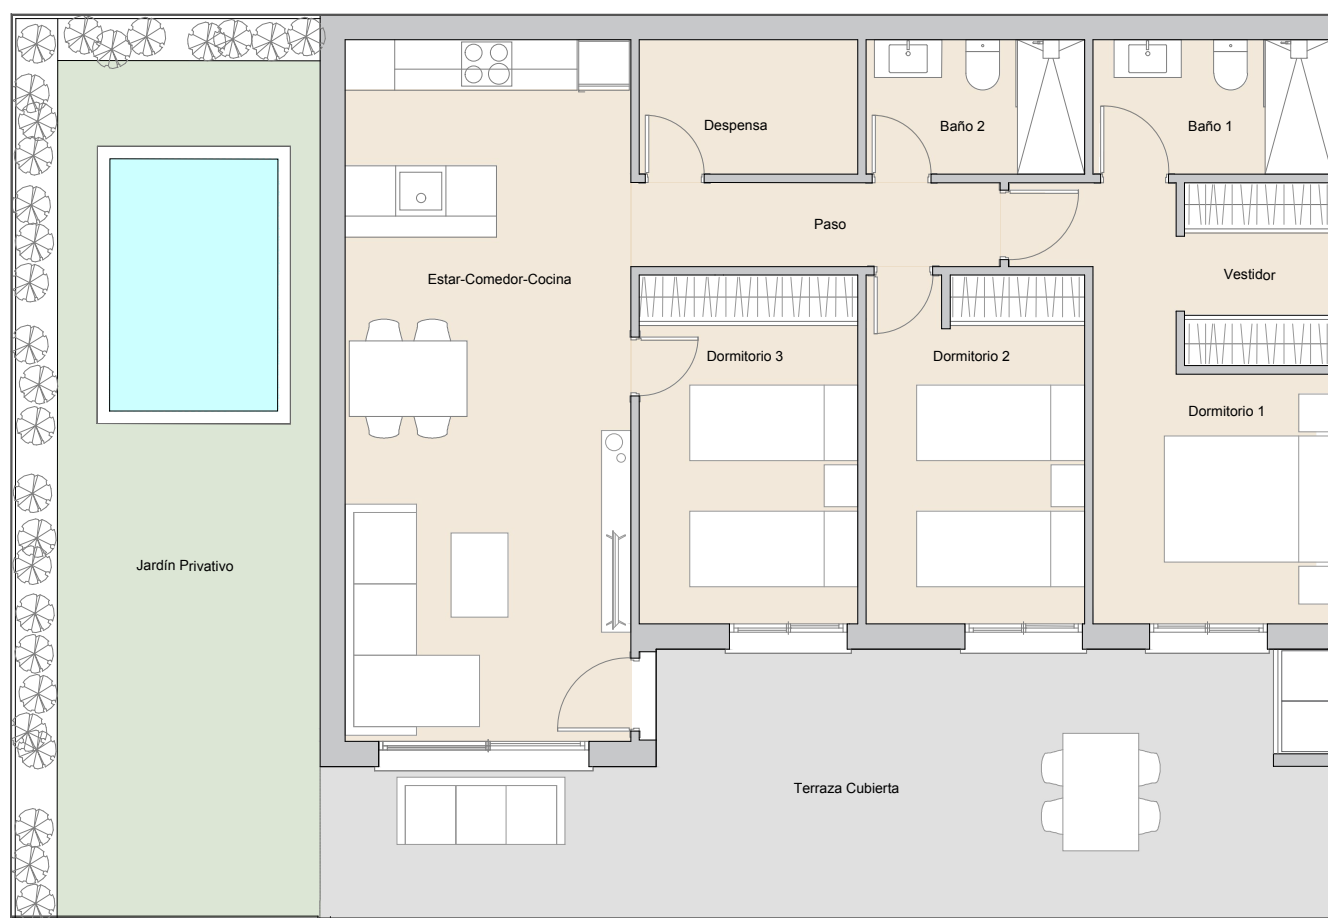 Despensa
Baño 2
Baño 1
Paso
Estar-Comedor-Cocina
Vestidor
Dormitorio 3
Dormitorio 2
Dormitorio 1
Jardín Privativo
Terraza Cubierta